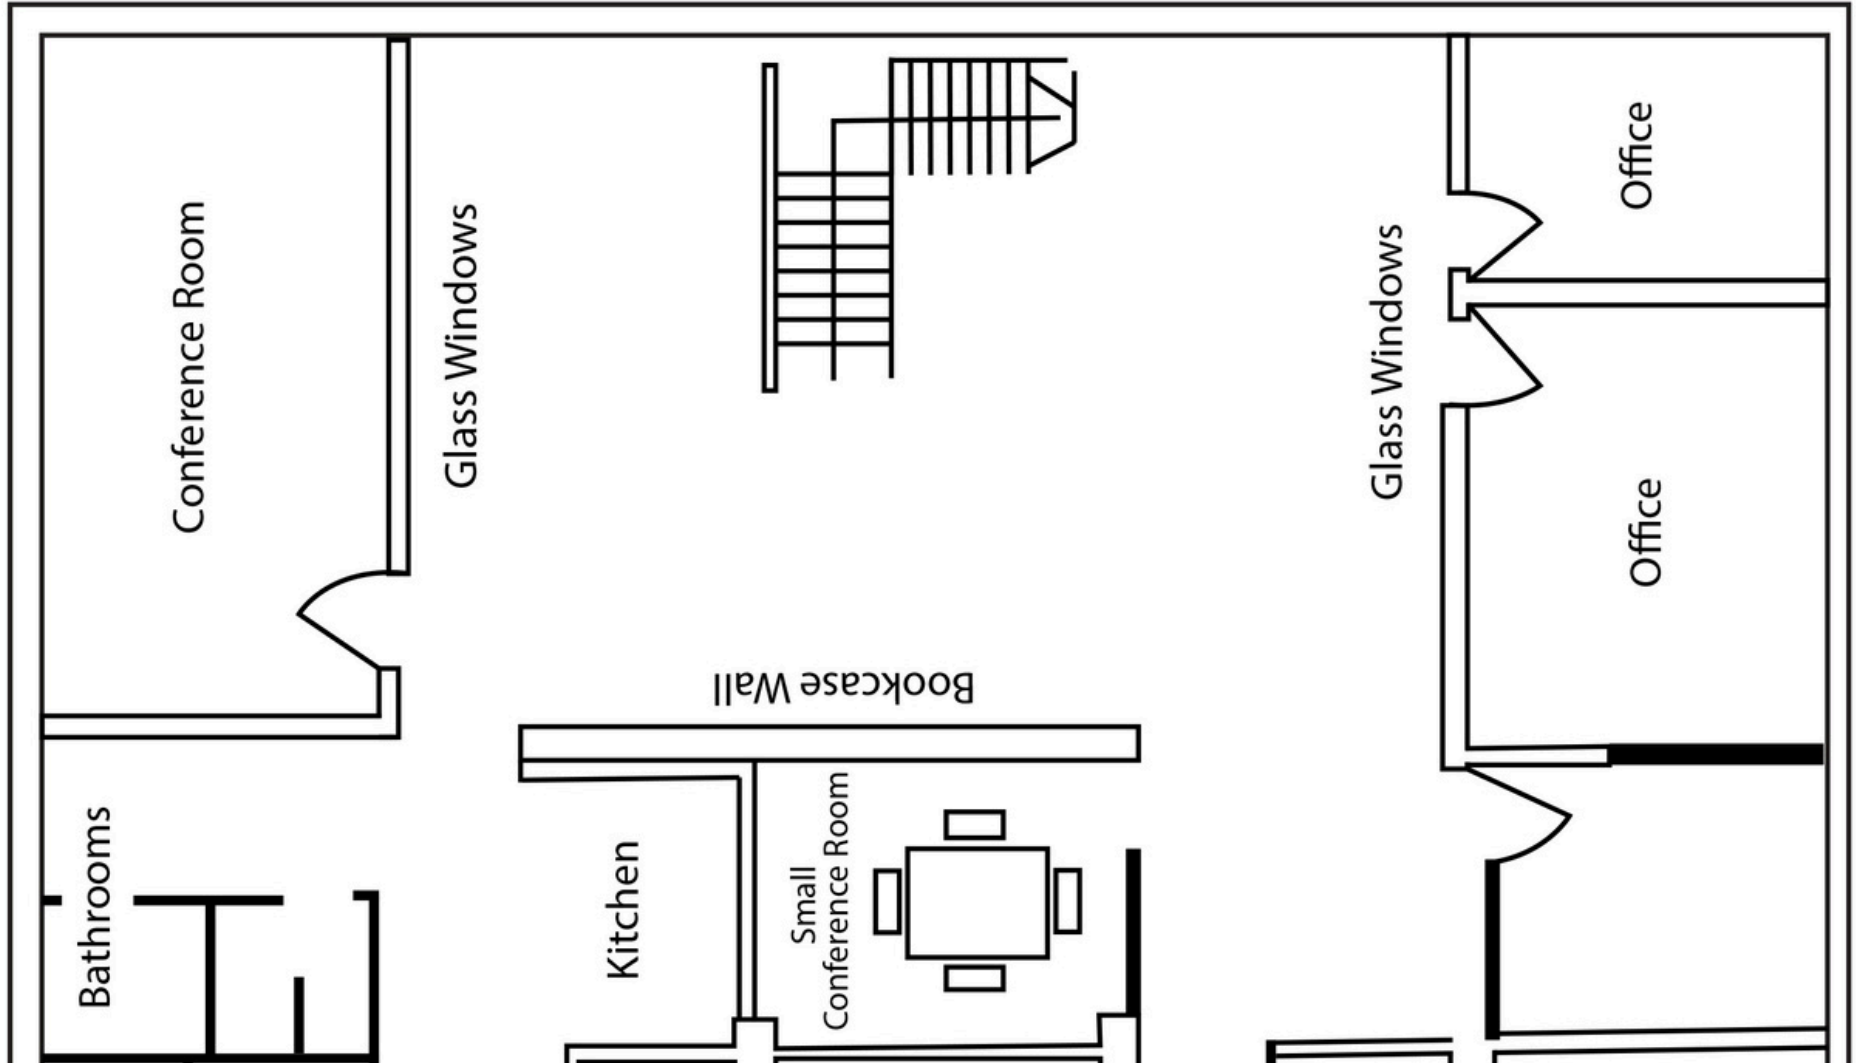 Conference Room
Glass Windows
Glass Windows
Office
Office
Bookcase Wall
Bathrooms
Kitchen
Small
Conference Room